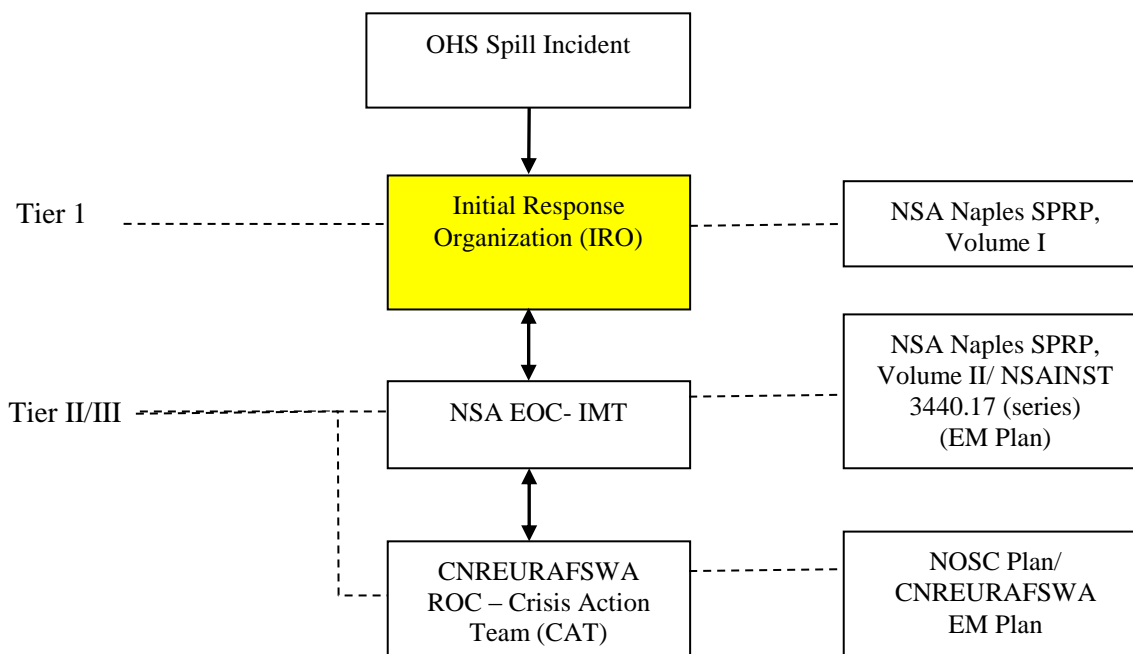 OHS Spill Incident
Tier 1
Initial Response
Organization (IRO)
NSA Naples SPRP,
Volume I
Tier II/III
NSA EOC- IMT
NSA Naples SPRP,
Volume II/ NSAINST
3440.17 (series)
(EM Plan)
CNREURAFSWA
ROC – Crisis Action
Team (CAT)
NOSC Plan/
CNREURAFSWA
EM Plan